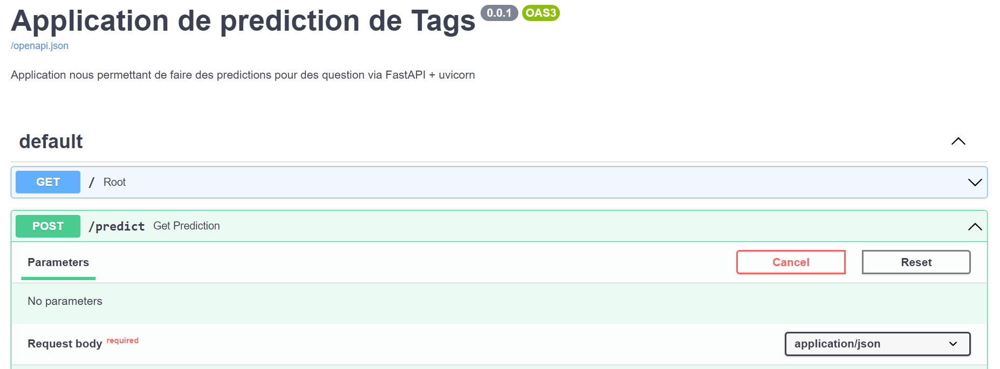 Application de prediction de Tags 0.0.1 OAS3
/openapi.json
Application nous permettant de faire des predictions pour des question via FastAPI + uvicorn
default
GET / Root
POST /predict Get Prediction
Parameters Cancel Reset
No parameters
Request body required application/json